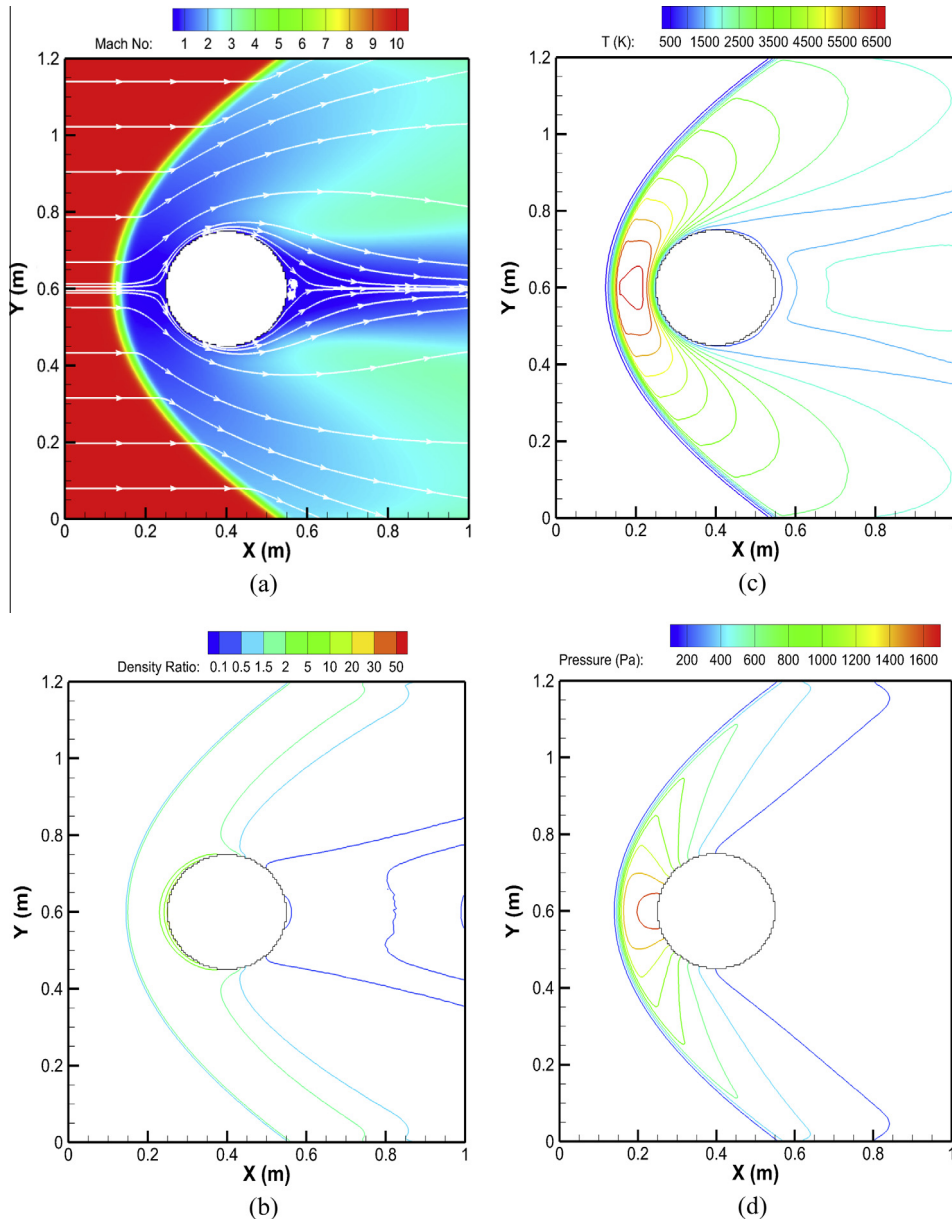 Mach No: 1 2 3 4 5 6 7 8 9 10
1.2
1
0.8
0.6
0.4
0.2
0
Y (m)
0 0.2 0.4 0.6 0.8 1
X (m)
(a)
T (K): 500 1500 2500 3500 4500 5500 6500
1.2
1
0.8
0.6
0.4
0.2
0
Y (m)
0 0.2 0.4 0.6 0.8 1
X (m)
(c)
Density Ratio: 0.1 0.5 1.5 2 5 10 20 30 50
1.2
1
0.8
0.6
0.4
0.2
0
Y (m)
0 0.2 0.4 0.6 0.8 1
X (m)
(b)
Pressure (Pa): 200 400 600 800 1000 1200 1400 1600
1.2
1
0.8
0.6
0.4
0.2
0
Y (m)
0 0.2 0.4 0.6 0.8 1
X (m)
(d)